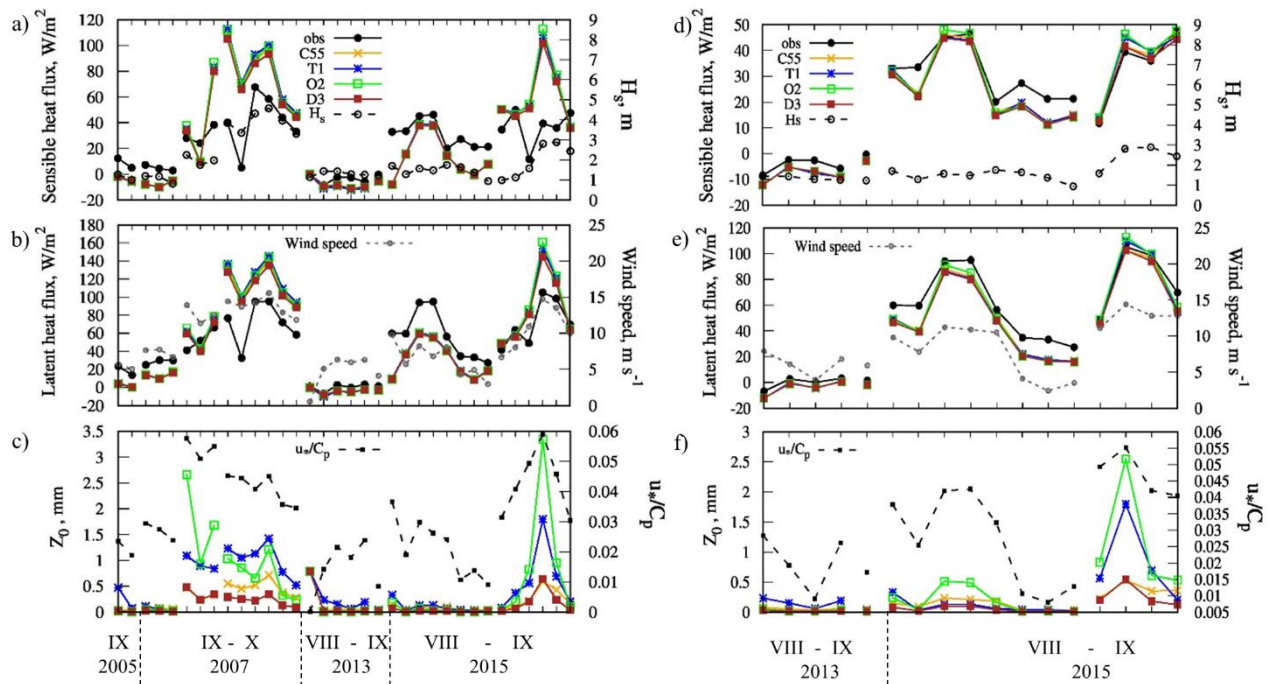 a)
Sensible heat flux, W/m²
120
100
80
60
40
20
0
-20
obs
C55
T1
O2
D3
Hs
9
8
7
6
5
4
3
2
1
0
Hs, m
b)
Latent heat flux, W/m²
180
160
140
120
100
80
60
40
20
0
-20
Wind speed
25
20
15
10
5
0
Wind speed, m s⁻¹
c)
Z0 , mm
3.5
3
2.5
2
1.5
1
0.5
0
u*/Cp
0.06
0.05
0.04
0.03
0.02
0.01
0
u*/Cp
IX IX - X VIII - IX VIII - IX
2005 2007 2013 2015
d)
Sensible heat flux, W/m²
50
40
30
20
10
0
-10
-20
obs
C55
T1
O2
D3
Hs
9
8
7
6
5
4
3
2
1
0
Hs, m
e)
Latent heat flux, W/m²
120
100
80
60
40
20
0
-20
Wind speed
25
20
15
10
5
0
Wind speed, m s⁻¹
f)
Z0 , mm
3
2.5
2
1.5
1
0.5
0
u*/Cp
0.06
0.055
0.05
0.045
0.04
0.035
0.03
0.025
0.02
0.015
0.01
0.005
u*/Cp
VIII - IX VIII - IX
2013 2015